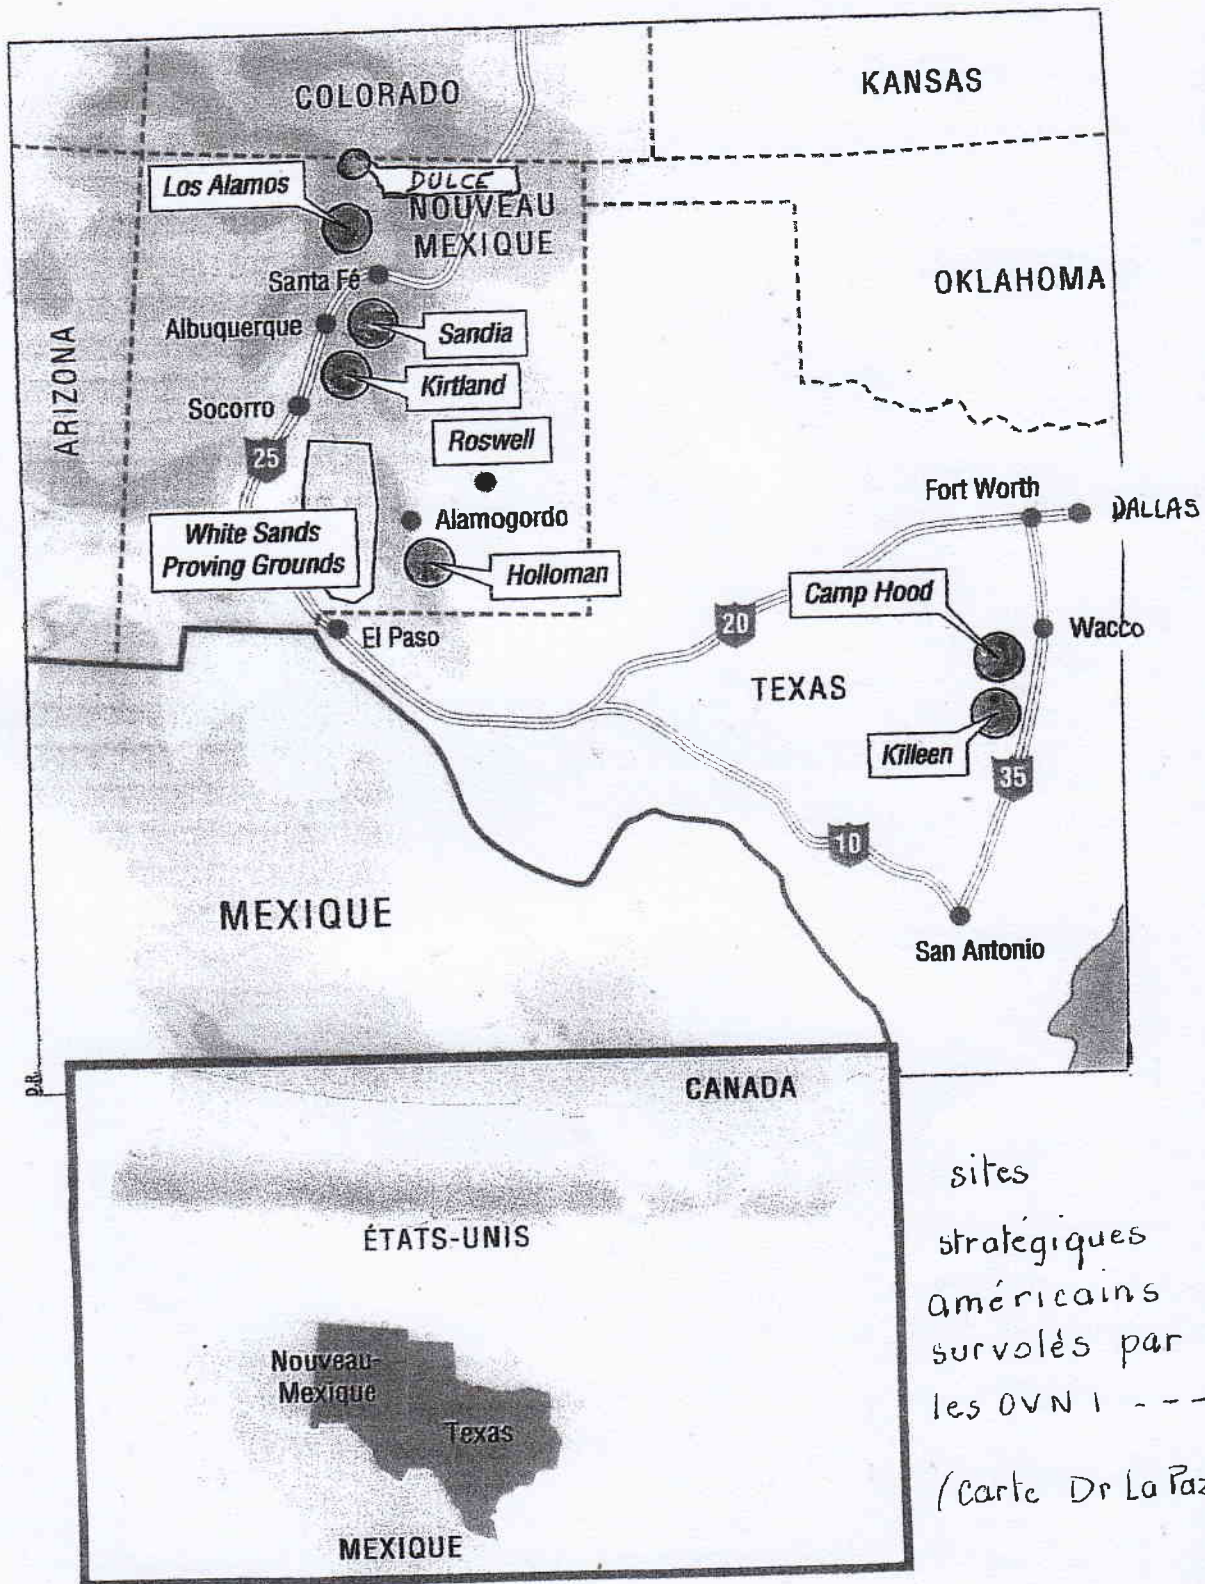 COLORADO
KANSAS
DULCE
Los Alamos
NOUVEAU
MEXIQUE
Santa Fé
OKLAHOMA
ARIZONA
Albuquerque
Sandia
Kirtland
Socorro
Roswell
25
Fort Worth
DALLAS
Alamogordo
White Sands
Proving Grounds
Holloman
Camp Hood
20
El Paso
Wacco
TEXAS
Killeen
35
10
MEXIQUE
San Antonio
D.R.
CANADA
ÉTATS-UNIS
Nouveau-
Mexique
Texas
MEXIQUE
sites
stratégiques
américains
survolés par
les OVNI ---
(carte Dr La Paz